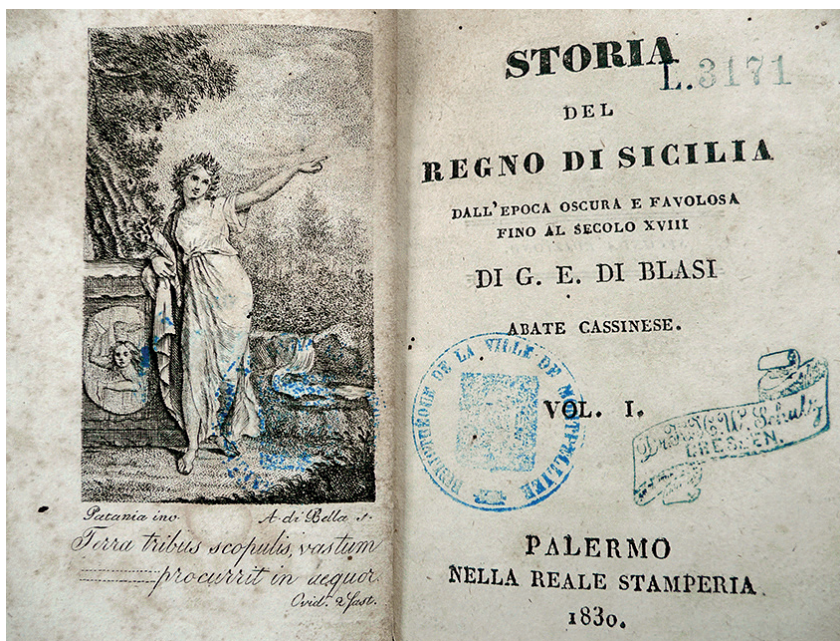 Patania inv. A. di Bella s.
Terra tribus scopulis, vastum
procurrit in aequor.
Ovid. 2 fast.
STORIA
L.3171
DEL
REGNO DI SICILIA
DALL'EPOCA OSCURA E FAVOLOSA
FINO AL SECOLO XVIII
DI G. E. DI BLASI
ABATE CASSINESE.
VOL. I.
BIBLIOTHÈQUE DE LA VILLE DE MONTPELLIER
W. Schultz
DRESDEN.
PALERMO
NELLA REALE STAMPERIA
1830.